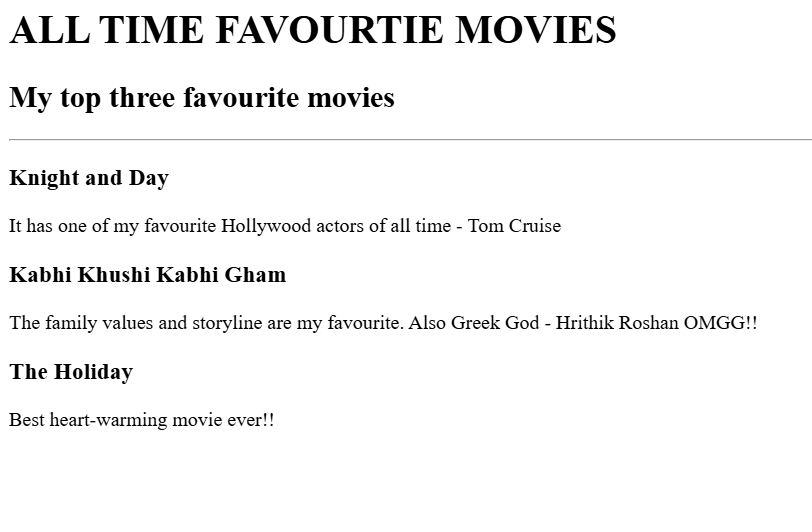 ALL TIME FAVOURTIE MOVIES
My top three favourite movies
Knight and Day
It has one of my favourite Hollywood actors of all time - Tom Cruise
Kabhi Khushi Kabhi Gham
The family values and storyline are my favourite. Also Greek God - Hrithik Roshan OMGG!!
The Holiday
Best heart-warming movie ever!!